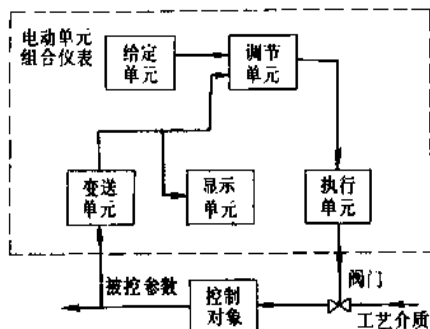 电动单元
组合仪表
给定
单元
调节
单元
变送
单元
显示
单元
执行
单元
被控参数
控制
对象
阀门
工艺介质